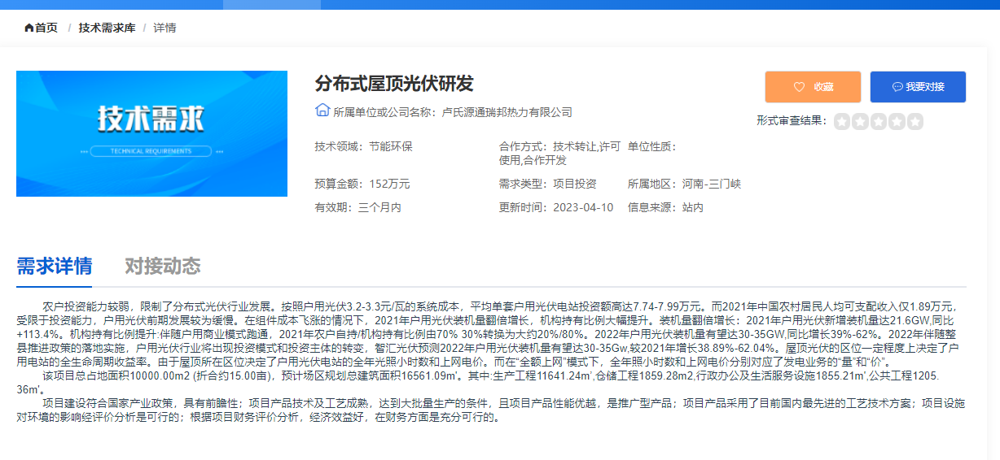 首页 / 技术需求库 / 详情
技术需求
TECHNICAL REQUIREMENTS
分布式屋顶光伏研发
所属单位或公司名称：卢氏源通瑞邦热力有限公司
收藏
我要对接
形式审查结果：
技术领域：节能环保
合作方式：技术转让,许可使用,合作开发
单位性质：
预算金额：152万元
需求类型：项目投资
所属地区：河南-三门峡
有效期：三个月内
更新时间：2023-04-10
信息来源：站内
需求详情
对接动态
农户投资能力较弱，限制了分布式光伏行业发展。按照户用光伏3.2-3.3元/瓦的系统成本，平均单套户用光伏电站投资额高达7.74-7.99万元。而2021年中国农村居民人均可支配收入仅1.89万元，
受限于投资能力，户用光伏前期发展较为缓慢。在组件成本飞涨的情况下，2021年户用光伏装机量翻倍增长，机构持有比例大幅提升。装机量翻倍增长：2021年户用光伏新增装机量达21.6GW,同比
+113.4%。机构持有比例提升:伴随户用商业模式跑通，2021年农户自持/机构持有比例由70% 30%转换为大约20%/80%。2022年户用光伏装机量有望达30-35GW,同比增长39%-62%。2022年伴随整
县推进政策的落地实施，户用光伏行业将出现投资模式和投资主体的转变，智汇光伏预测2022年户用光伏装机量有望达30-35Gw,较2021年增长38.89%-62.04%。屋顶光伏的区位一定程度上决定了户
用电站的全生命周期收益率。由于屋顶所在区位决定了户用光伏电站的全年光照小时数和上网电价。而在“全额上网”模式下，全年照小时数和上网电价分别对应了发电业务的“量”和“价”。
该项目总占地面积10000.00m2 (折合约15.00亩)，预计场区规划总建筑面积16561.09m'。其中:生产工程11641.24m',仓储工程1859.28m2,行政办公及生活服务设施1855.21m',公共工程1205.
36m'。
项目建设符合国家产业政策，具有前瞻性；项目产品技术及工艺成熟，达到大批量生产的条件，且项目产品性能优越，是推广型产品；项目产品采用了目前国内最先进的工艺技术方案；项目设施
对环境的影响经评价分析是可行的；根据项目财务评价分析，经济效益好，在财务方面是充分可行的。